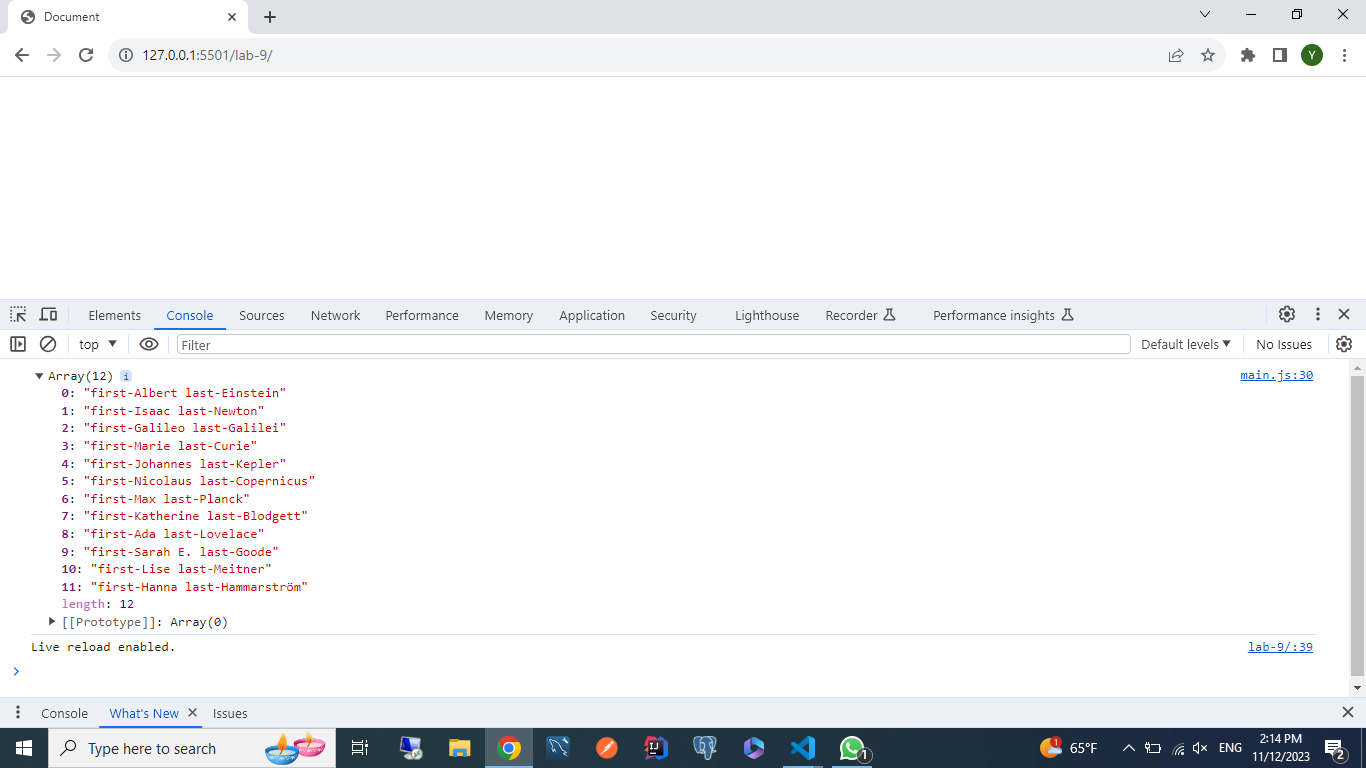 Document
127.0.0.1:5501/lab-9/
Y
Elements Console Sources Network Performance Memory Application Security Lighthouse Recorder Performance insights
top Filter Default levels No Issues
Array(12) i main.js:30
0: "first-Albert last-Einstein"
1: "first-Isaac last-Newton"
2: "first-Galileo last-Galilei"
3: "first-Marie last-Curie"
4: "first-Johannes last-Kepler"
5: "first-Nicolaus last-Copernicus"
6: "first-Max last-Planck"
7: "first-Katherine last-Blodgett"
8: "first-Ada last-Lovelace"
9: "first-Sarah E. last-Goode"
10: "first-Lise last-Meitner"
11: "first-Hanna last-Hammarström"
length: 12
[[Prototype]]: Array(0)
Live reload enabled. lab-9/:39
Console What's New Issues
Type here to search 1 1 65°F ENG 2:14 PM
11/12/2023 2